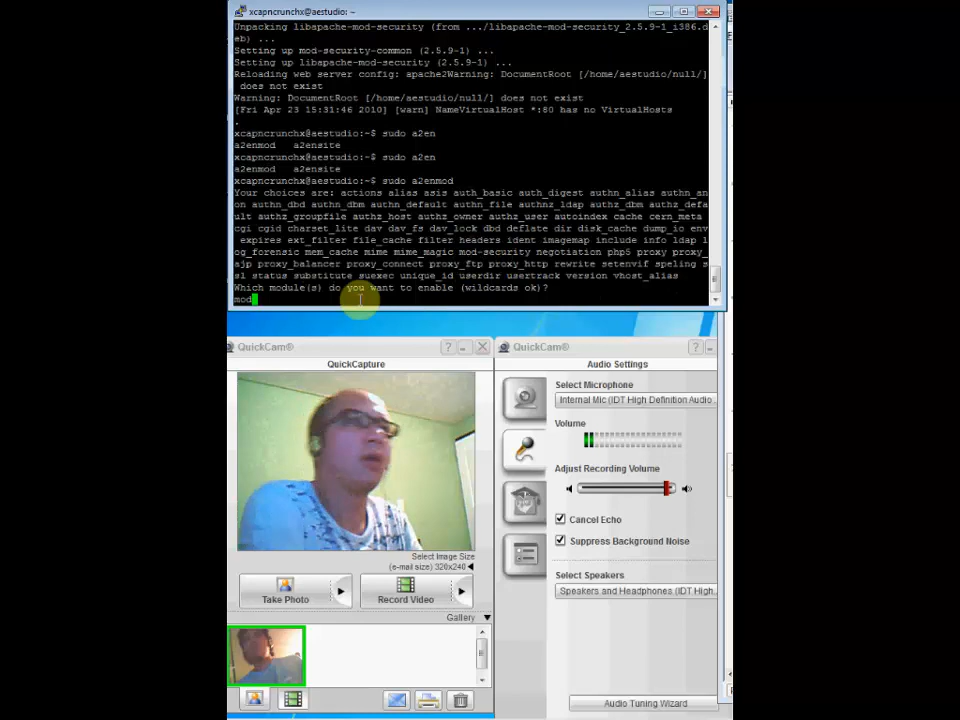 xcapncrunchx@aestudio: ~
Unpacking libapache-mod-security (from .../libapache-mod-security_2.5.9-1_i386.d
eb) ...
Setting up mod-security-common (2.5.9-1) ...
Setting up libapache-mod-security (2.5.9-1) ...
Reloading web server config: apache2Warning: DocumentRoot [/home/aestudio/null/]
does not exist
Warning: DocumentRoot [/home/aestudio/null/] does not exist
[Fri Apr 23 15:31:46 2010] [warn] NameVirtualHost *:80 has no VirtualHosts
.
xcapncrunchx@aestudio:~$ sudo a2en
a2enmod a2ensite
xcapncrunchx@aestudio:~$ sudo a2en
a2enmod a2ensite
xcapncrunchx@aestudio:~$ sudo a2enmod
Your choices are: actions alias asis auth_basic auth_digest authn_alias authn_an
on authn_dbd authn_dbm authn_default authn_file authnz_ldap authz_dbm authz_defa
ult authz_groupfile authz_host authz_owner authz_user autoindex cache cern_meta
cgi cgid charset_lite dav dav_fs dav_lock dbd deflate dir disk_cache dump_io env
expires ext_filter file_cache filter headers ident imagemap include info ldap l
og_forensic mem_cache mime mime_magic mod-security negotiation php5 proxy proxy_
ajp proxy_balancer proxy_connect proxy_ftp proxy_http rewrite setenvif speling s
sl status substitute suexec unique_id userdir usertrack version vhost_alias
Which module(s) do you want to enable (wildcards ok)?
mod
QuickCam®
QuickCapture
Select Image Size
(e-mail size) 320x240
Take Photo
Record Video
Gallery
QuickCam®
Audio Settings
Select Microphone
Internal Mic (IDT High Definition Audio
Volume
Adjust Recording Volume
Cancel Echo
Suppress Background Noise
Select Speakers
Speakers and Headphones (IDT High
Audio Tuning Wizard